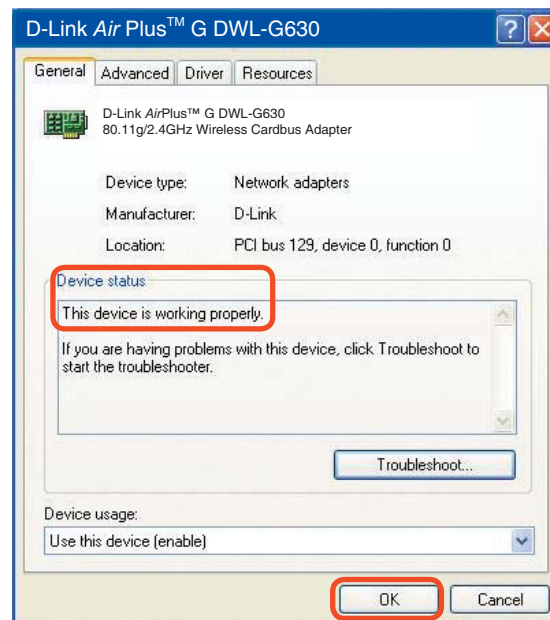 D-Link Air Plus™ G DWL-G630
General Advanced Driver Resources
D-Link AirPlus™ G DWL-G630
80.11g/2.4GHz Wireless Cardbus Adapter
Device type: Network adapters
Manufacturer: D-Link
Location: PCI bus 129, device 0, function 0
Device status
This device is working properly.
If you are having problems with this device, click Troubleshoot to
start the troubleshooter.
Troubleshoot...
Device usage:
Use this device (enable)
OK Cancel